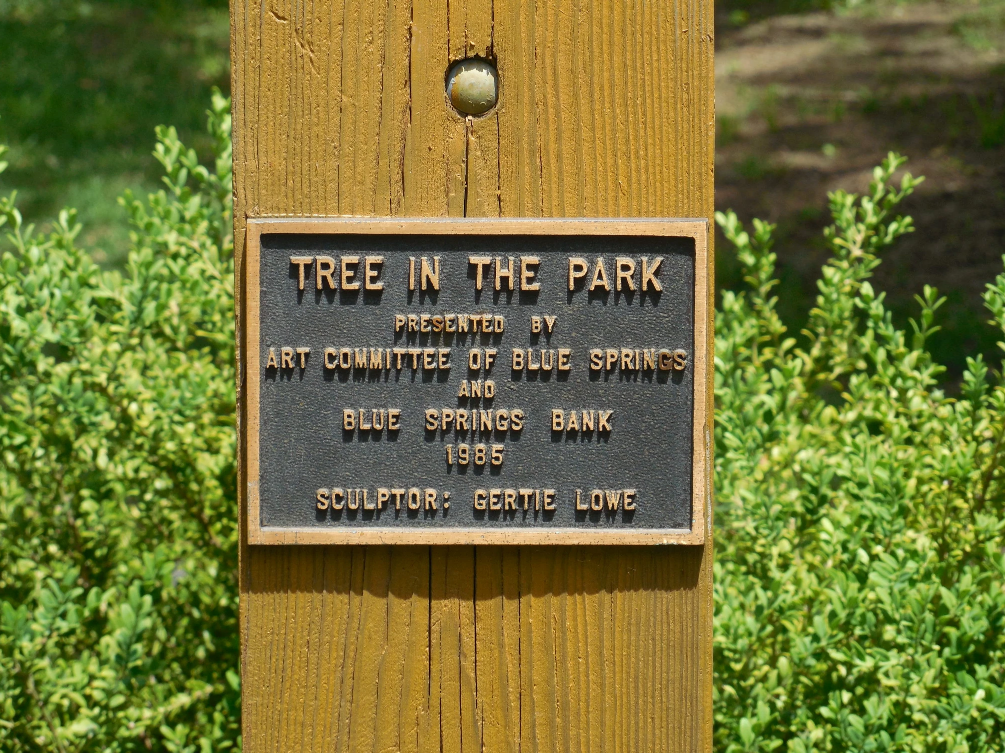 TREE IN THE PARK
PRESENTED BY
ART COMMITTEE OF BLUE SPRINGS
AND
BLUE SPRINGS BANK
1985
SCULPTOR: GERTIE LOWE